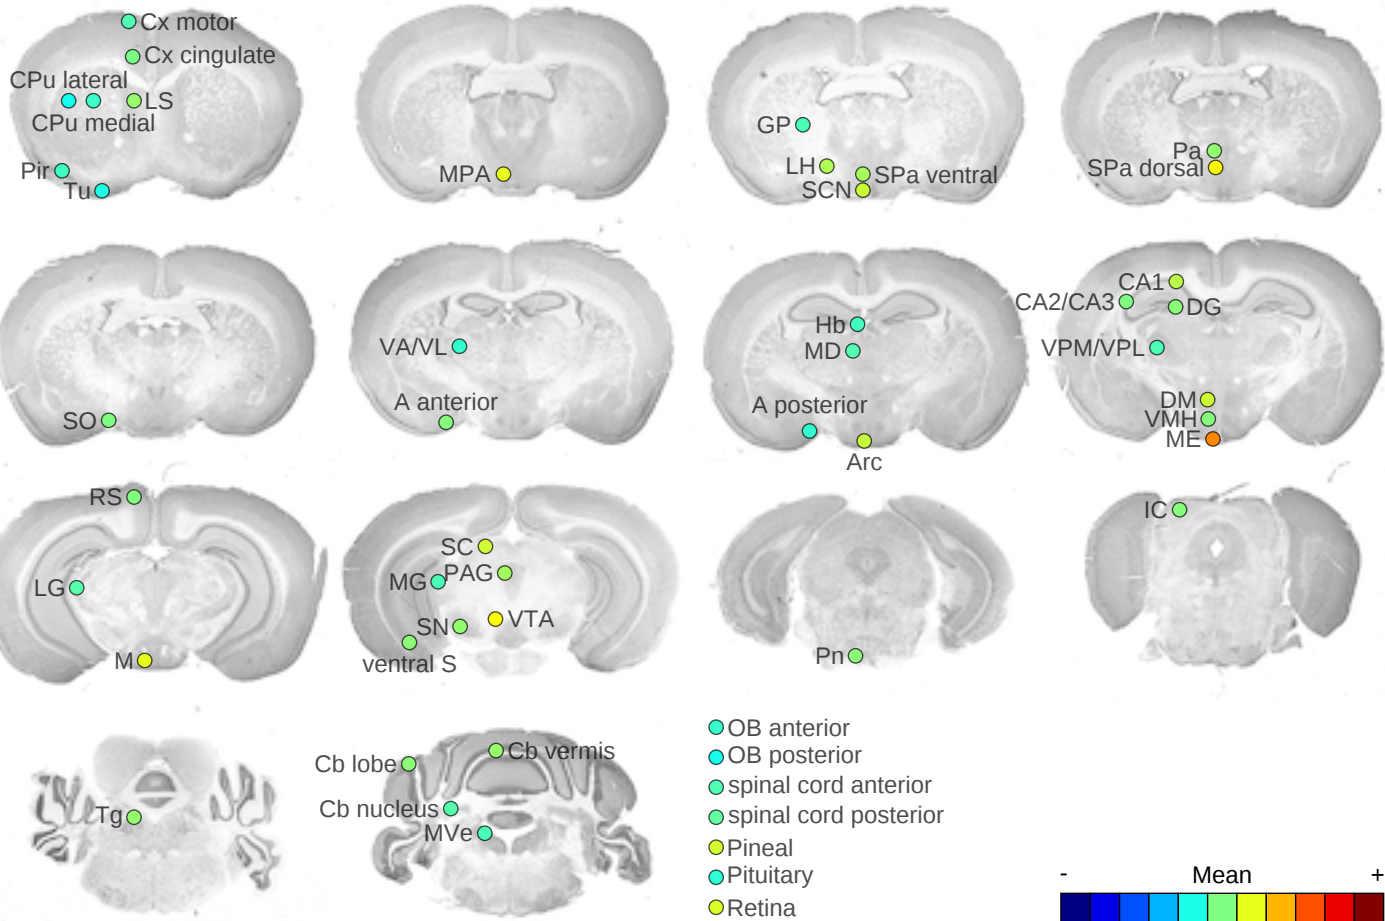 Cx motor
Cx cingulate
CPu lateral
LS
CPu medial
Pir
Tu
MPA
GP
LH
SPa ventral
SCN
Pa
SPa dorsal
SO
VA/VL
A anterior
Hb
MD
A posterior
Arc
CA1
CA2/CA3
DG
VPM/VPL
DM
VMH
ME
RS
LG
M
SC
PAG
MG
VTA
SN
ventral S
Pn
IC
Tg
Cb vermis
Cb lobe
Cb nucleus
MVe
OB anterior
OB posterior
spinal cord anterior
spinal cord posterior
Pineal
Pituitary
Retina
- Mean +